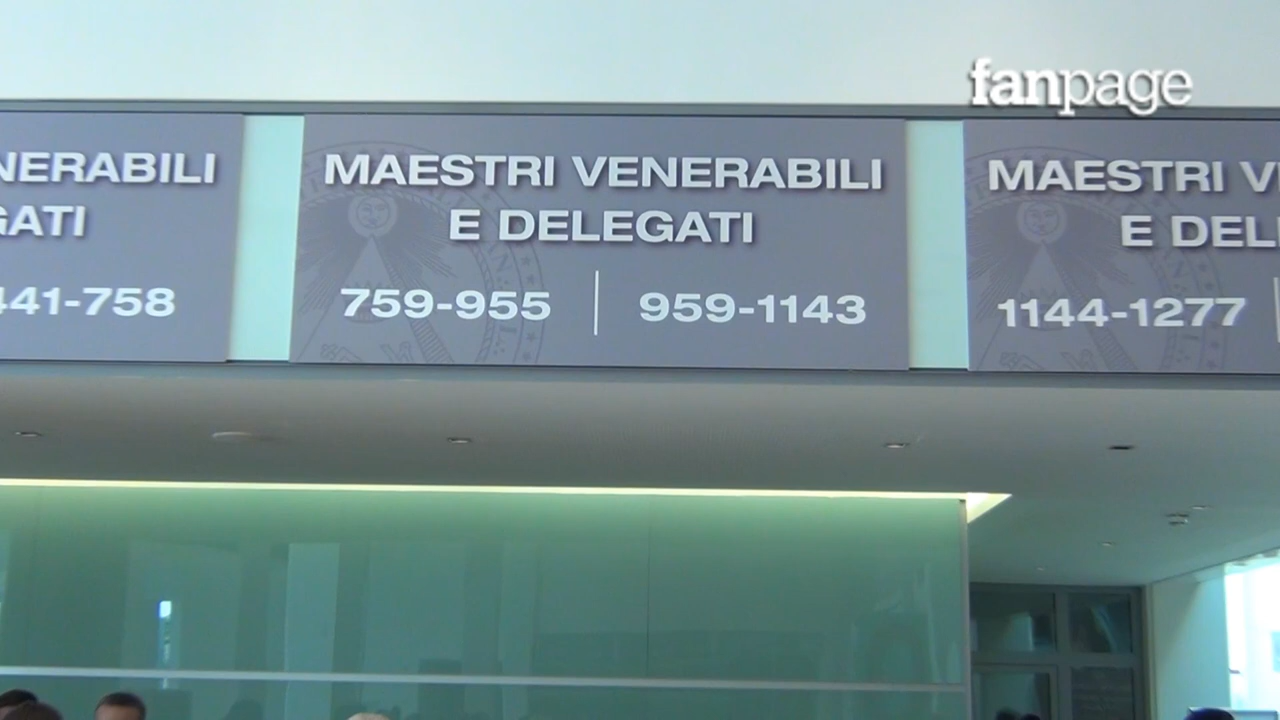 fanpage
NERABILI
GATI
441-758
MAESTRI VENERABILI
E DELEGATI
759-955 | 959-1143
MAESTRI V
E DEL
1144-1277